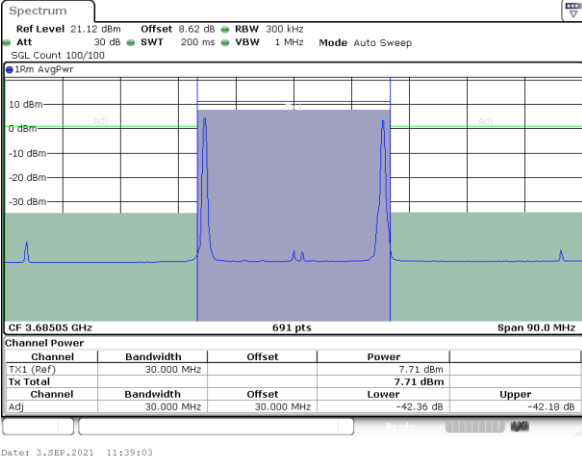 Spectrum
Ref Level 21.12 dBm Offset 8.62 dB RBW 300 kHz
Att 30 dB SWT 200 ms VBW 1 MHz Mode Auto Sweep
SGL Count 100/100
1Rm AvgPwr
10 dBm
Adj Adj
0 dBm
-10 dBm
-20 dBm
-30 dBm
CF 3.68505 GHz 691 pts Span 90.0 MHz
Channel Power
Channel Bandwidth Offset Power
TX1 (Ref) 30.000 MHz 7.71 dBm
Tx Total 7.71 dBm
Channel Bandwidth Offset Lower Upper
Adj 30.000 MHz 30.000 MHz -42.36 dB -42.18 dB
Ready
Date: 3.SEP.2021 11:39:03